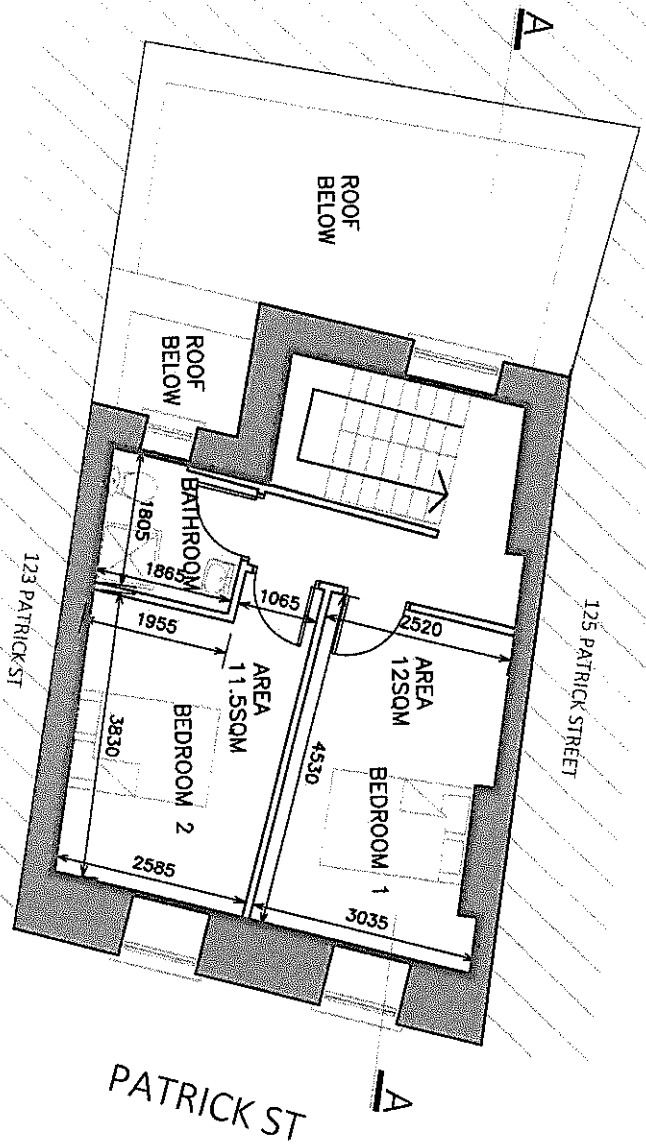 A
ROOF
BELOW
ROOF
BELOW
BATHROOM
1805
1865
1955
1065
2520
125 PATRICK STREET
123 PATRICK ST
AREA
12SQM
AREA
11.5SQM
BEDROOM 1
BEDROOM 2
4530
3830
2585
3035
A
PATRICK ST